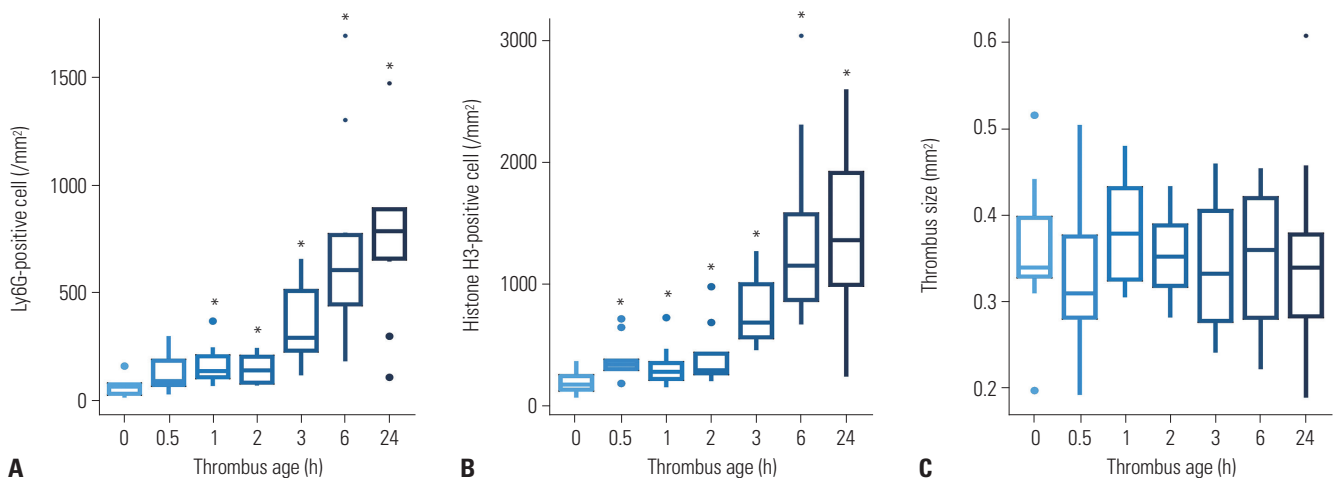 Ly6G-positive cell (/mm²)
1500
1000
500
0
* * * * * *
0 0.5 1 2 3 6 24
Thrombus age (h)
A
Histone H3-positive cell (/mm²)
3000
2000
1000
0
* * * * * *
0 0.5 1 2 3 6 24
Thrombus age (h)
B
Thrombus size (mm²)
0.6
0.5
0.4
0.3
0.2
0 0.5 1 2 3 6 24
Thrombus age (h)
C